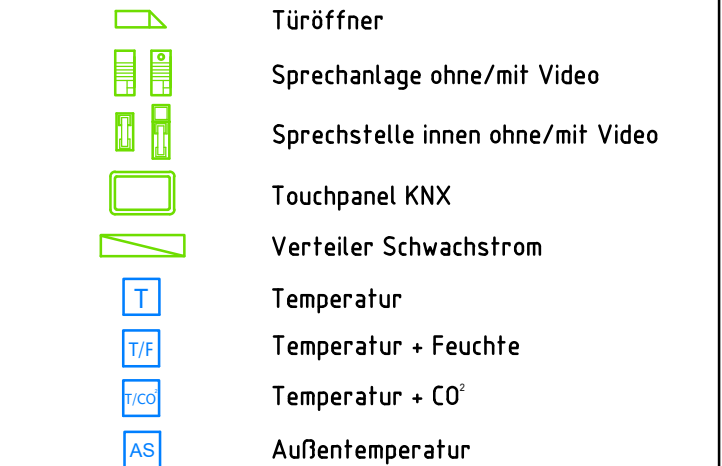 Türöffner
Sprechanlage ohne/mit Video
Sprechstelle innen ohne/mit Video
Touchpanel KNX
Verteiler Schwachstrom
T Temperatur
T/F Temperatur + Feuchte
T/CO² Temperatur + CO²
AS Außentemperatur